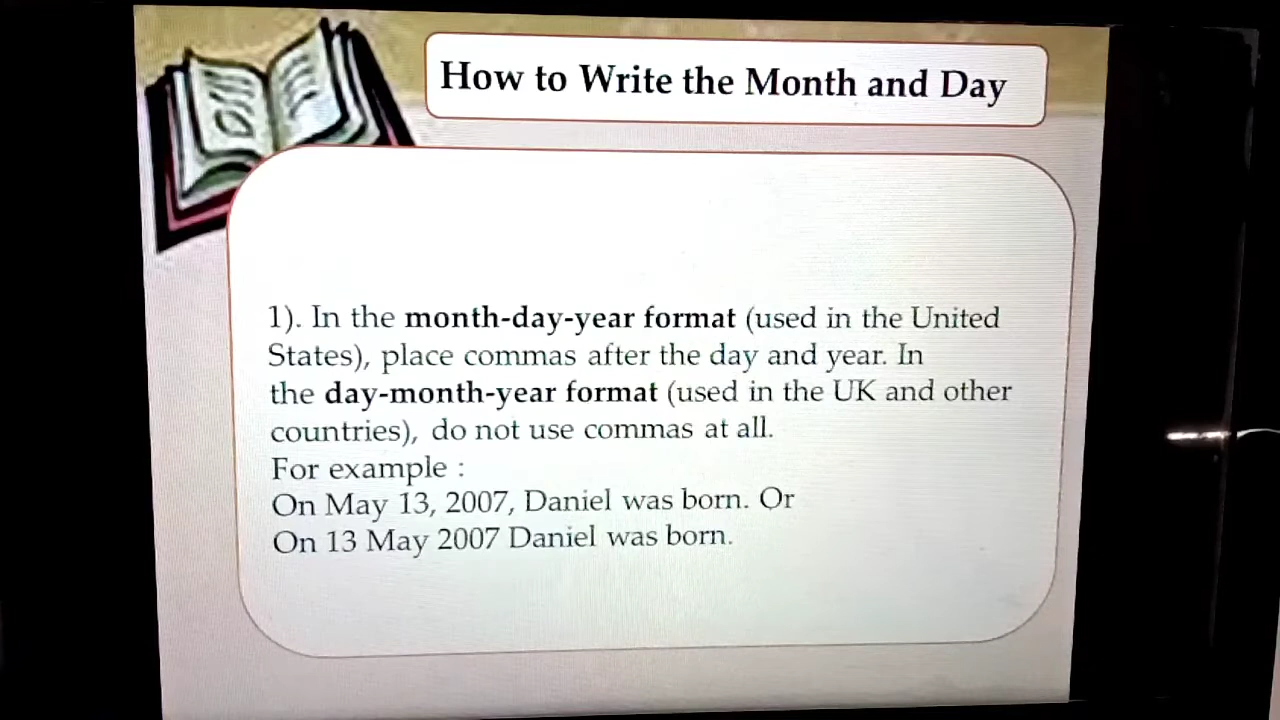 How to Write the Month and Day
1). In the month-day-year format (used in the United
States), place commas after the day and year. In
the day-month-year format (used in the UK and other
countries), do not use commas at all.
For example :
On May 13, 2007, Daniel was born. Or
On 13 May 2007 Daniel was born.